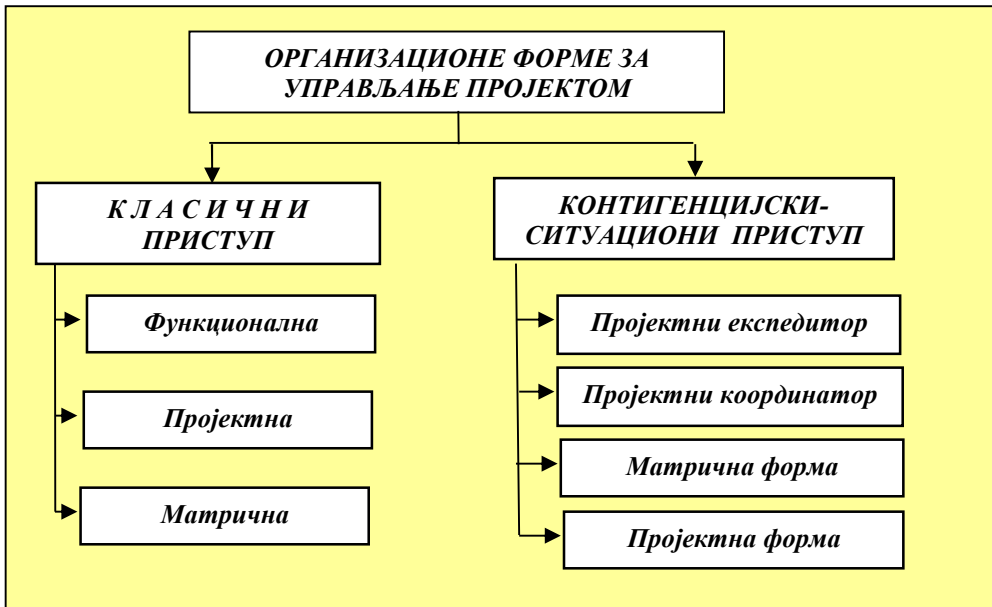 ОРГАНИЗАЦИОНЕ ФОРМЕ ЗА
УПРАВЉАЊЕ ПРОЈЕКТОМ
К Л А С И Ч Н И
ПРИСТУП
Функционална
Пројектна
Матрична
КОНТИГЕНЦИЈСКИ-
СИТУАЦИОНИ ПРИСТУП
Пројектни експедитор
Пројектни координатор
Матрична форма
Пројектна форма